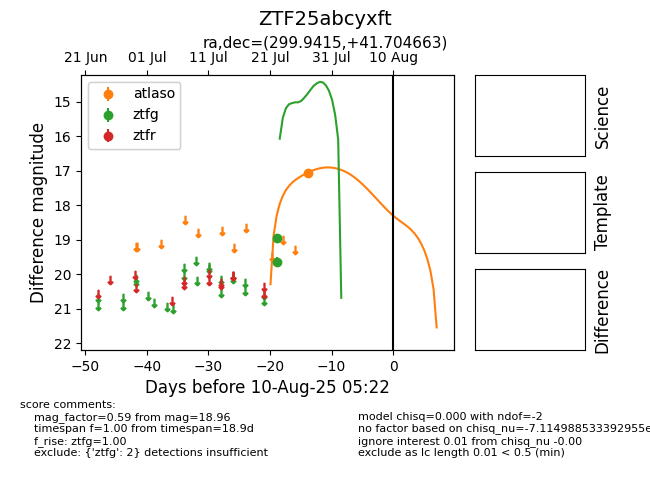 ZTF25abcyxft
ra,dec=(299.9415,+41.704663)
21 Jun 01 Jul 11 Jul 21 Jul 31 Jul 10 Aug
atlaso
ztfg
ztfr
15
16
17
18
19
20
21
22
Difference magnitude
−50 −40 −30 −20 −10 0
Days before 10-Aug-25 05:22
Science
Template
Difference
score comments:
mag_factor=0.59 from mag=18.96
timespan f=1.00 from timespan=18.9d
f_rise: ztfg=1.00
exclude: {'ztfg': 2} detections insufficient
model chisq=0.000 with ndof=-2
no factor based on chisq_nu=-7.114988533392955e
ignore interest 0.01 from chisq_nu -0.00
exclude as lc length 0.01 < 0.5 (min)